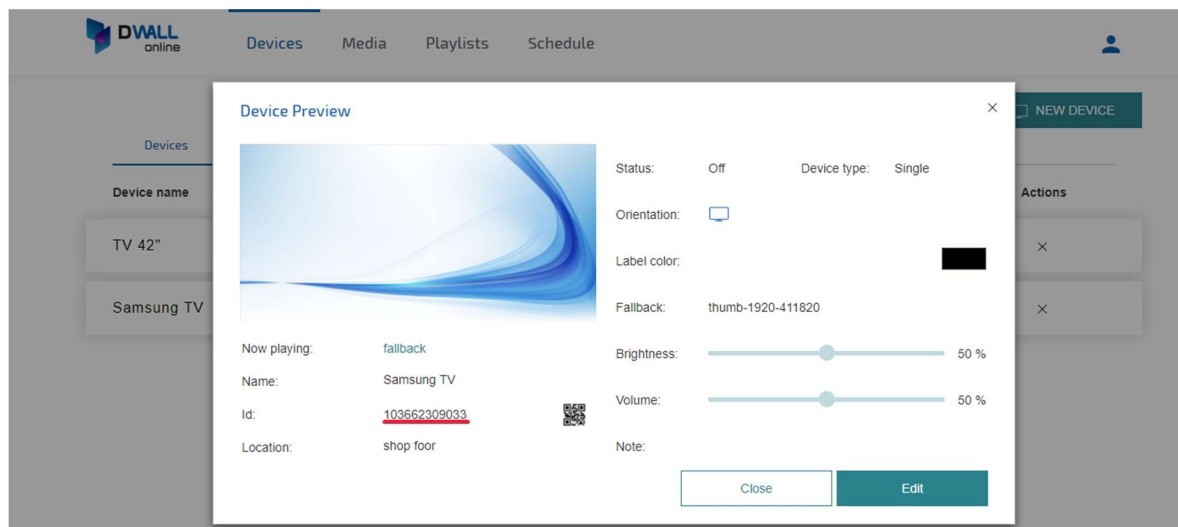 DWALL
online
Devices Media Playlists Schedule
Device Preview
NEW DEVICE
Devices
Device name
Actions
TV 42"
Samsung TV
Status: Off Device type: Single
Orientation:
Label color:
Fallback: thumb-1920-411820
Now playing: fallback
Brightness: 50 %
Name: Samsung TV
Id: 103662309033
Volume: 50 %
Location: shop foor
Note:
Close Edit